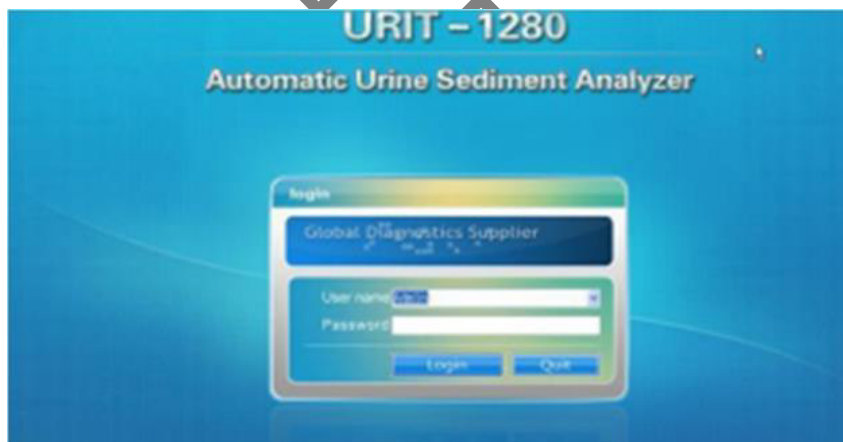 URIT – 1280
Automatic Urine Sediment Analyzer
login
Global Diagnostics Supplier
User name
Password
Login
Quit